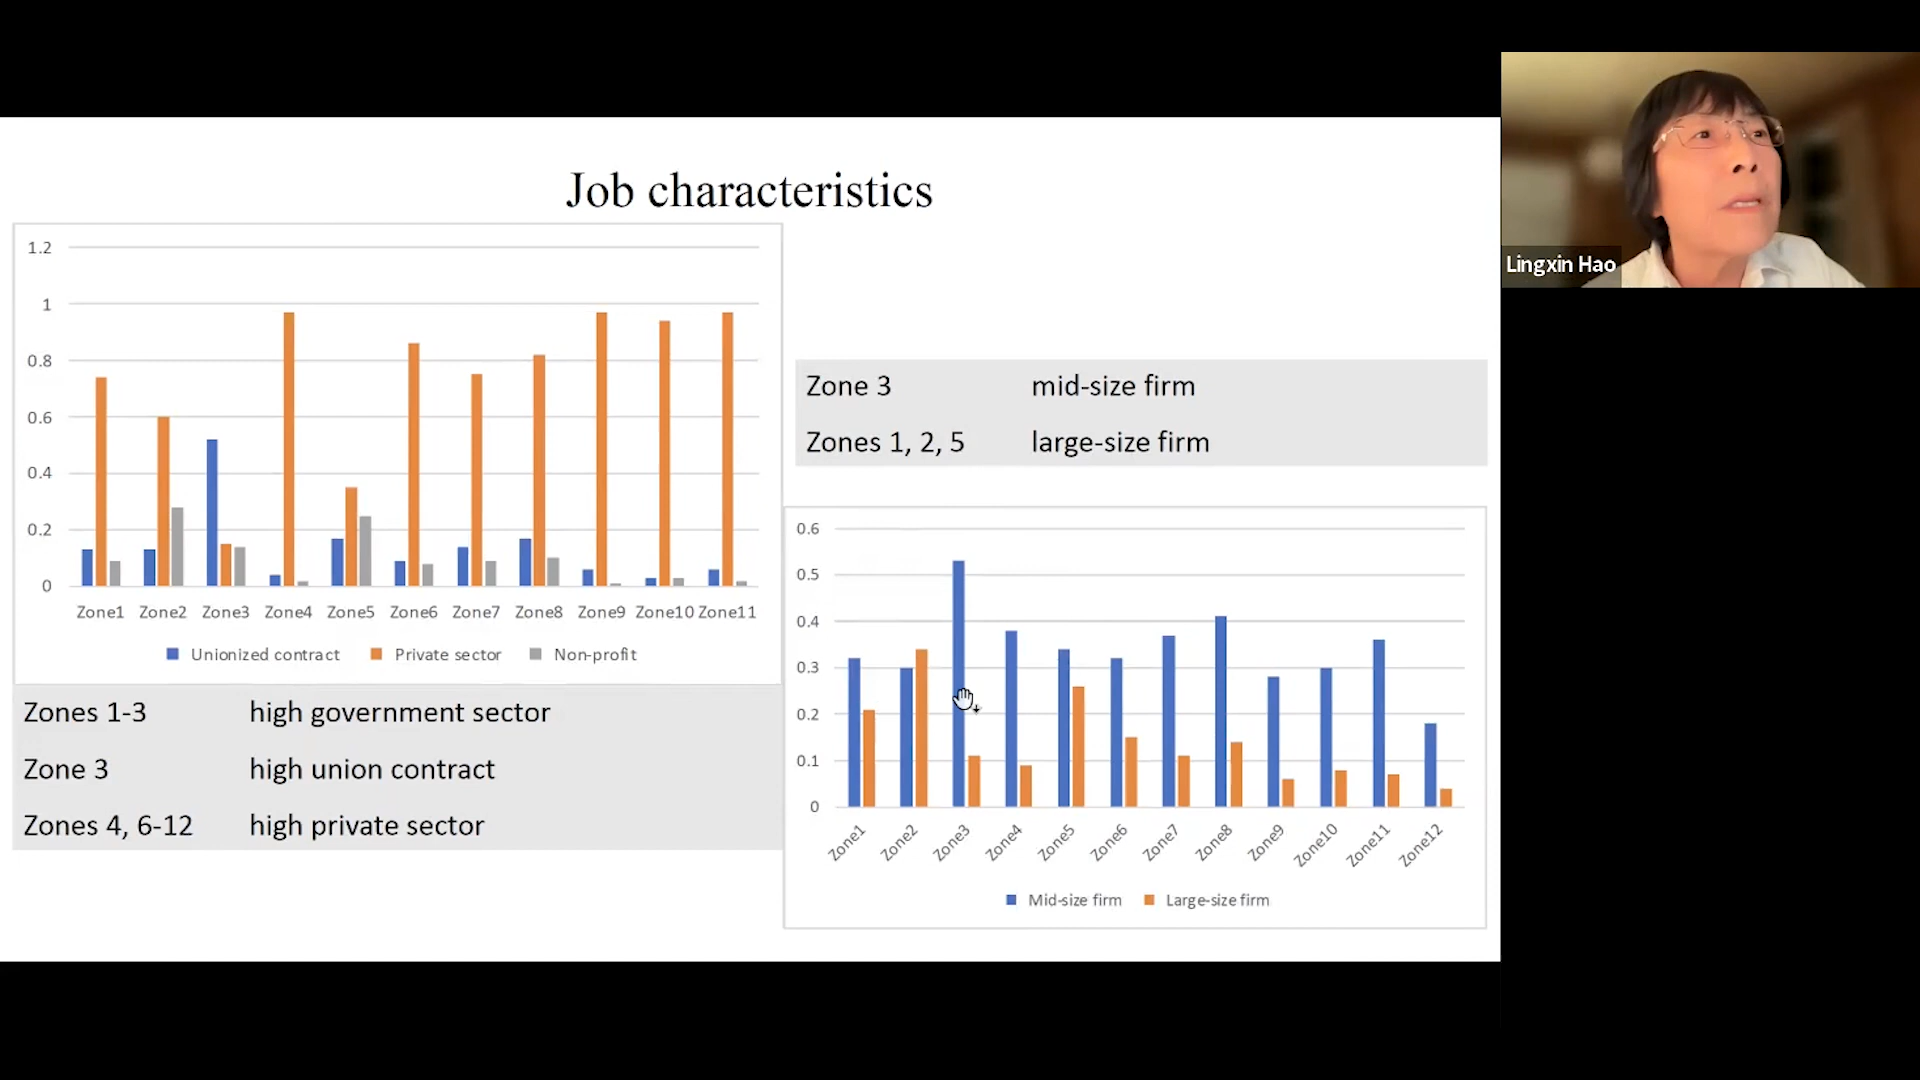 Job characteristics
1.2
1
0.8
0.6
0.4
0.2
0
Zone1 Zone2 Zone3 Zone4 Zone5 Zone6 Zone7 Zone8 Zone9 Zone10 Zone11
Unionized contract Private sector Non-profit
Zones 1-3 high government sector
Zone 3 high union contract
Zones 4, 6-12 high private sector
Zone 3 mid-size firm
Zones 1, 2, 5 large-size firm
0.6
0.5
0.4
0.3
0.2
0.1
0
Zone1 Zone2 Zone3 Zone4 Zone5 Zone6 Zone7 Zone8 Zone9 Zone10 Zone11 Zone12
Mid-size firm Large-size firm
Lingxin Hao